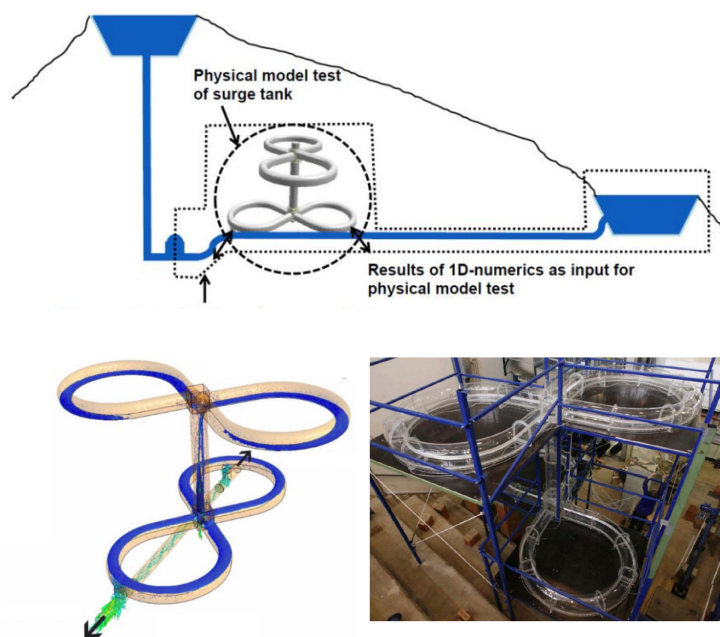 Physical model test
of surge tank
Results of 1D-numerics as input for
physical model test